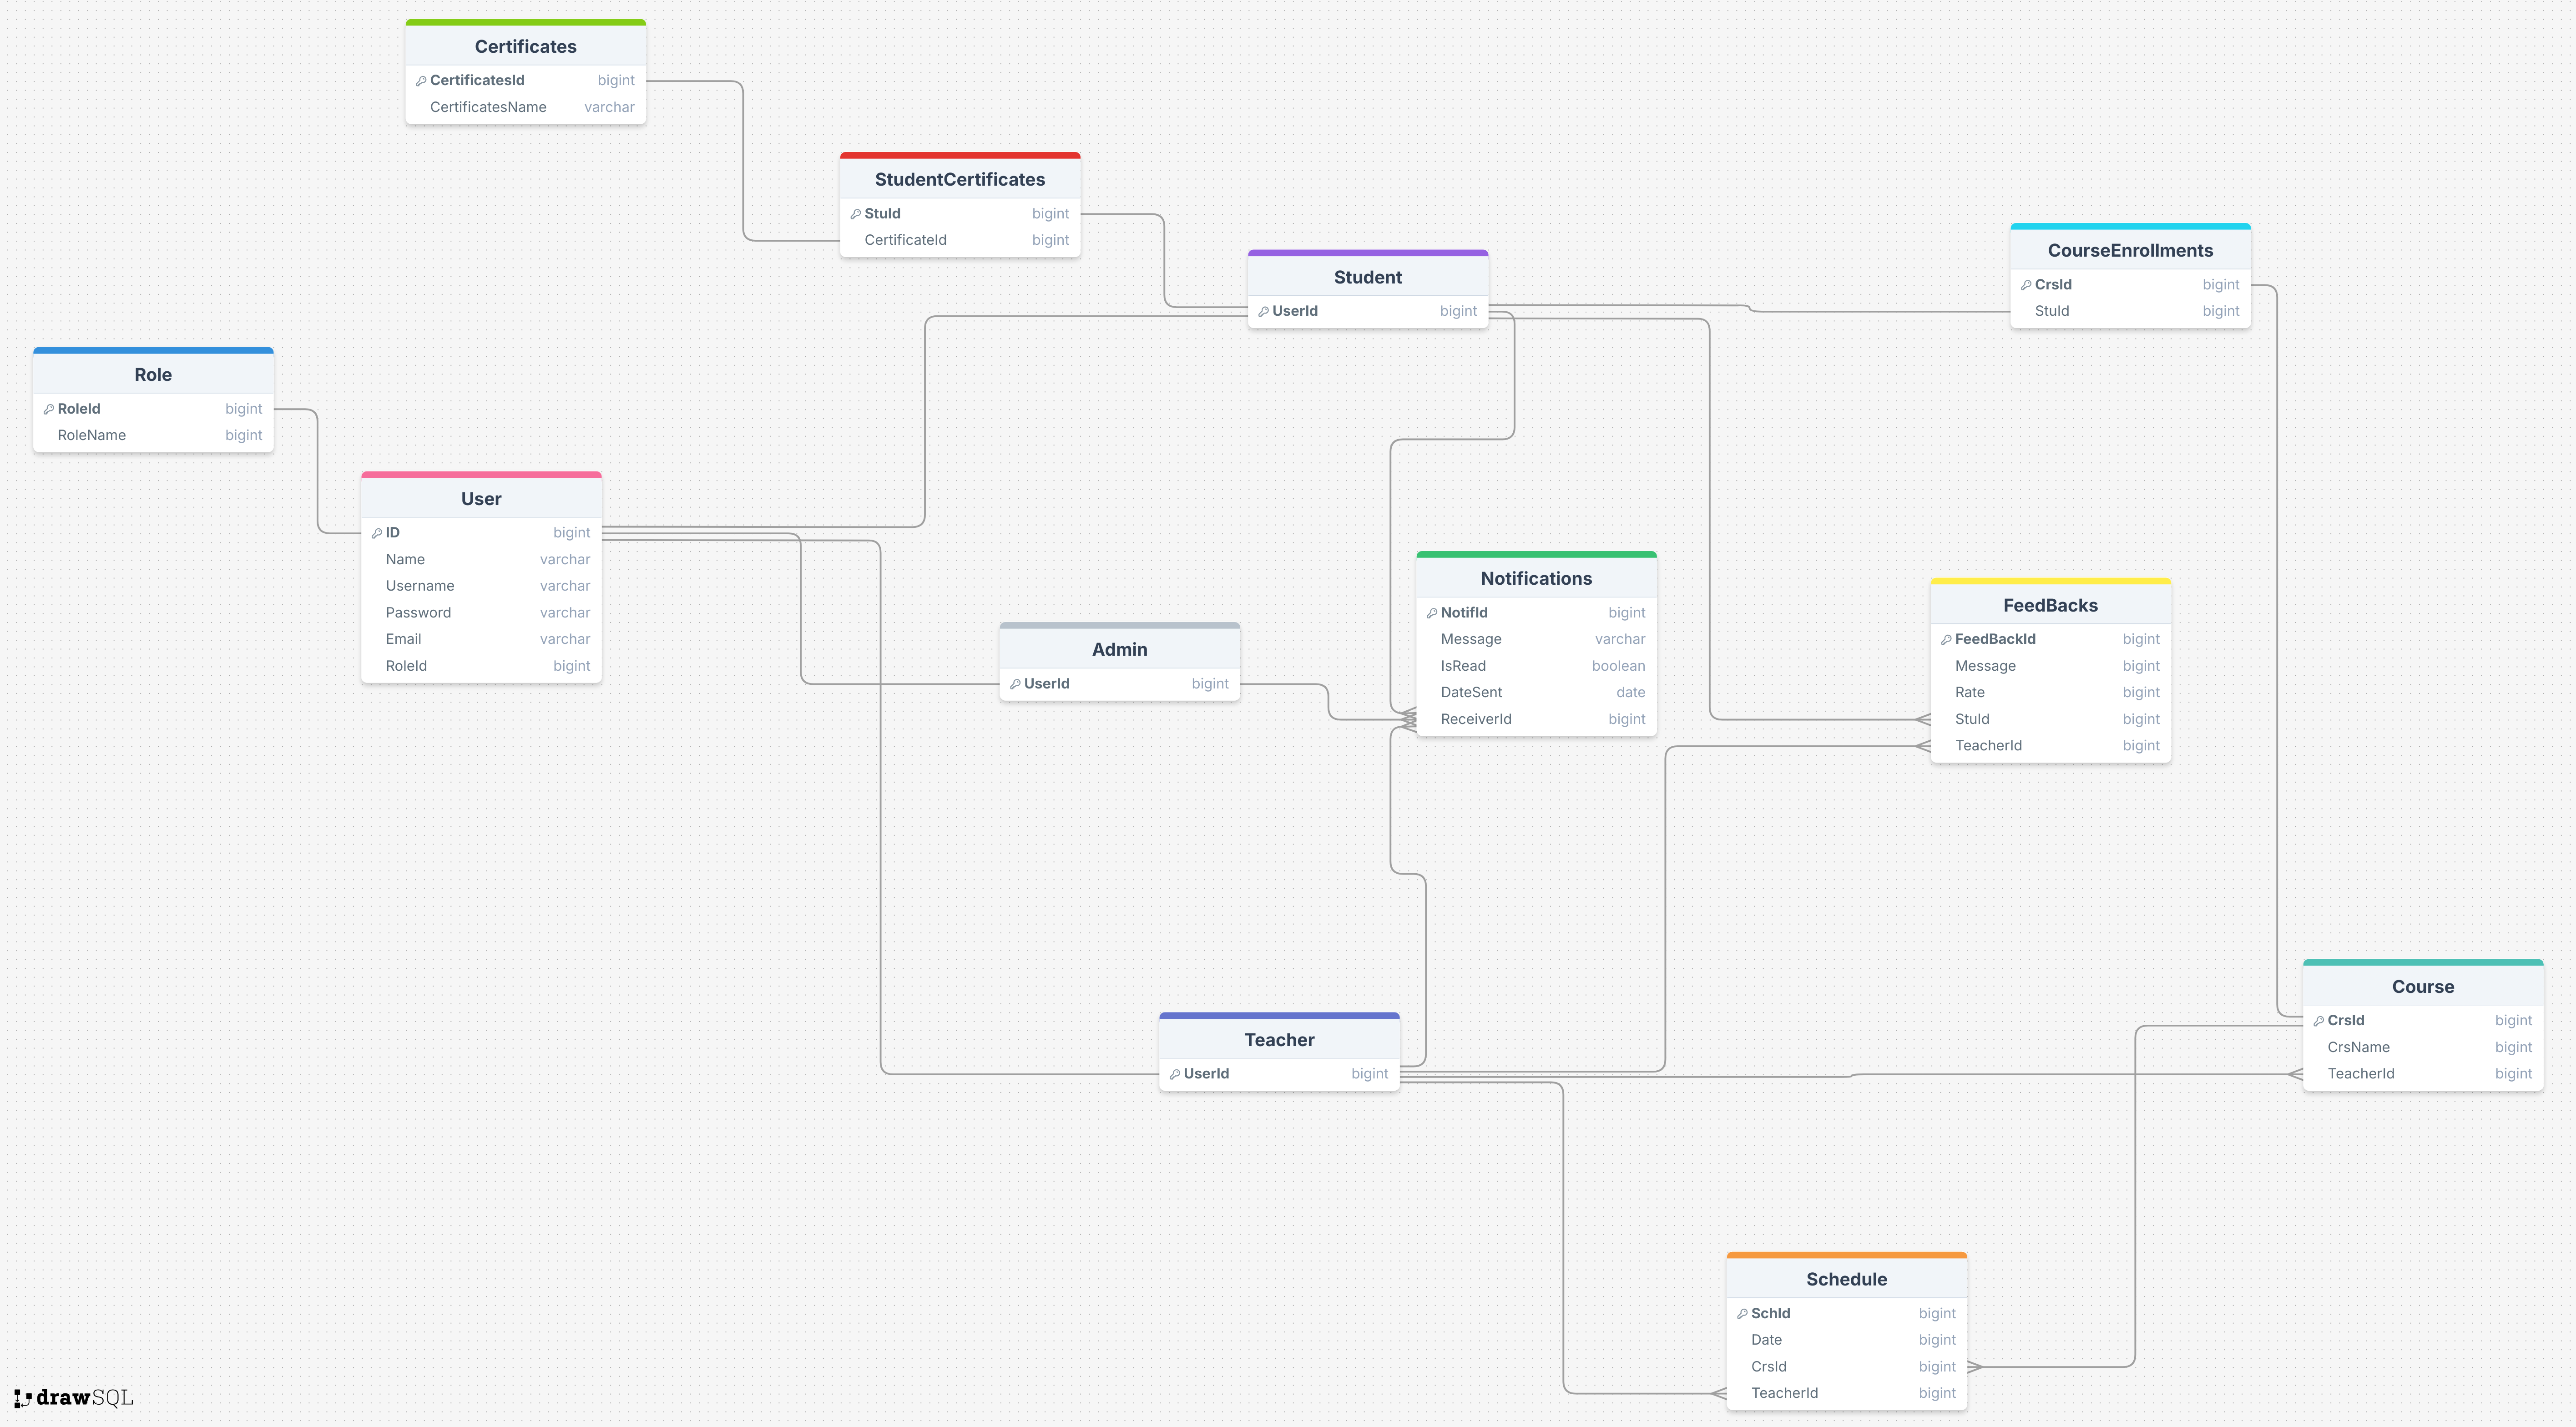 Certificates
CertificatesId bigint
CertificatesName varchar
StudentCertificates
StuId bigint
CertificateId bigint
Student
UserId bigint
CourseEnrollments
CrsId bigint
StuId bigint
Role
RoleId bigint
RoleName bigint
User
ID bigint
Name varchar
Username varchar
Password varchar
Email varchar
RoleId bigint
Admin
UserId bigint
Notifications
NotifId bigint
Message varchar
IsRead boolean
DateSent date
ReceiverId bigint
FeedBacks
FeedBackId bigint
Message bigint
Rate bigint
StuId bigint
TeacherId bigint
Teacher
UserId bigint
Course
CrsId bigint
CrsName bigint
TeacherId bigint
Schedule
SchId bigint
Date bigint
CrsId bigint
TeacherId bigint
drawSQL